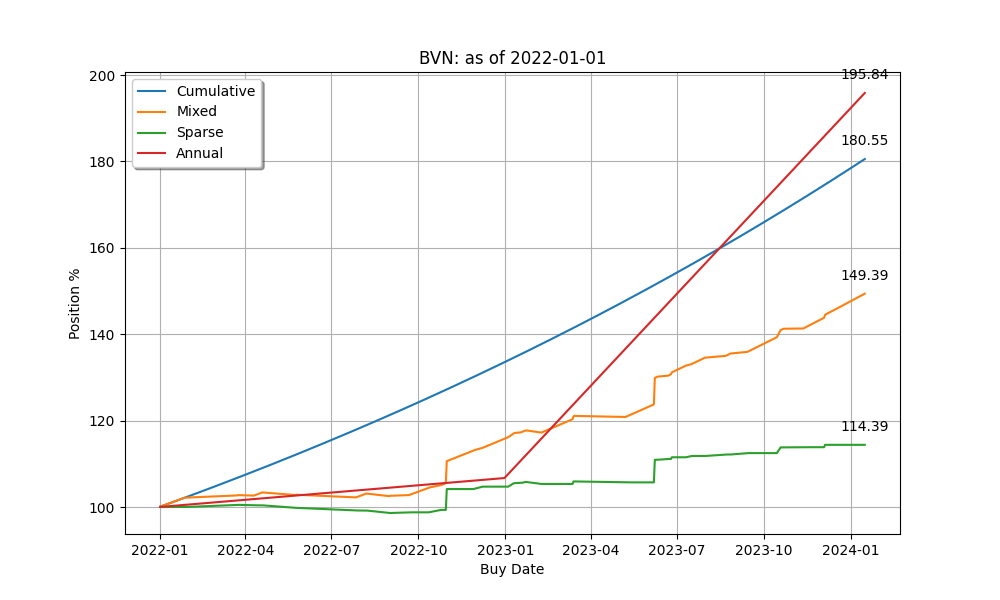 BVN: as of 2022-01-01
Cumulative
Mixed
Sparse
Annual
195.84
180.55
149.39
114.39
200
180
160
140
120
100
Position %
2022-01 2022-04 2022-07 2022-10 2023-01 2023-04 2023-07 2023-10 2024-01
Buy Date